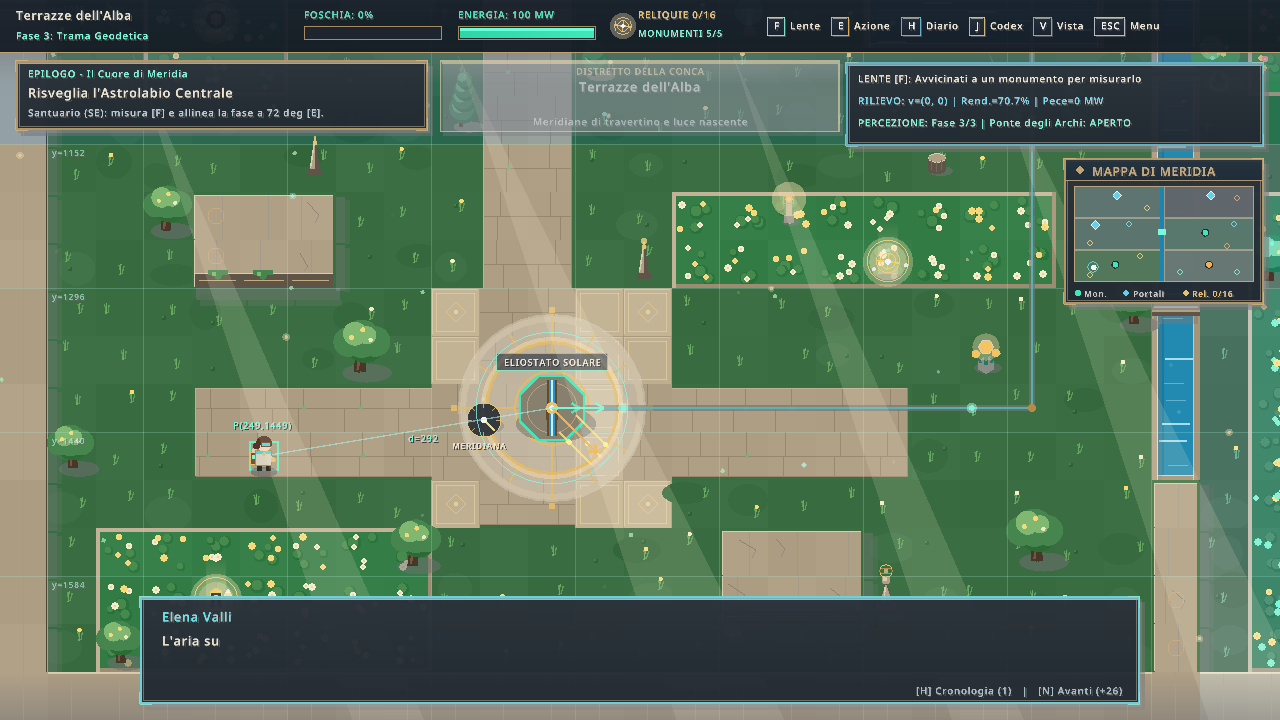 Terrazze dell'Alba
Fase 3: Trama Geodetica
FOSCHIA: 0%
ENERGIA: 100 MW
RELIQUIE 0/16
MONUMENTI 5/5
F Lente
E Azione
H Diario
J Codex
V Vista
ESC Menu
EPILOGO - Il Cuore di Meridia
Risveglia l'Astrolabio Centrale
Santuario (SE): misura [F] e allinea la fase a 72 deg [E].
DISTRETTO DELLA CONCA
Terrazze dell'Alba
Meridiane di travertino e luce nascente
LENTE [F]: Avvicinati a un monumento per misurarlo
RILIEVO: v=(0, 0) | Rend.=70.7% | Pece=0 MW
PERCEZIONE: Fase 3/3 | Ponte degli Archi: APERTO
MAPPA DI MERIDIA
Mon.
Portali
Rel. 0/16
y=1152
y=1296
y=1440
y=1584
ELIOSTATO SOLARE
P(249,1449)
d=292
MERIDIANA
Elena Valli
L'aria su
[H] Cronologia (1) | [N] Avanti (+26)